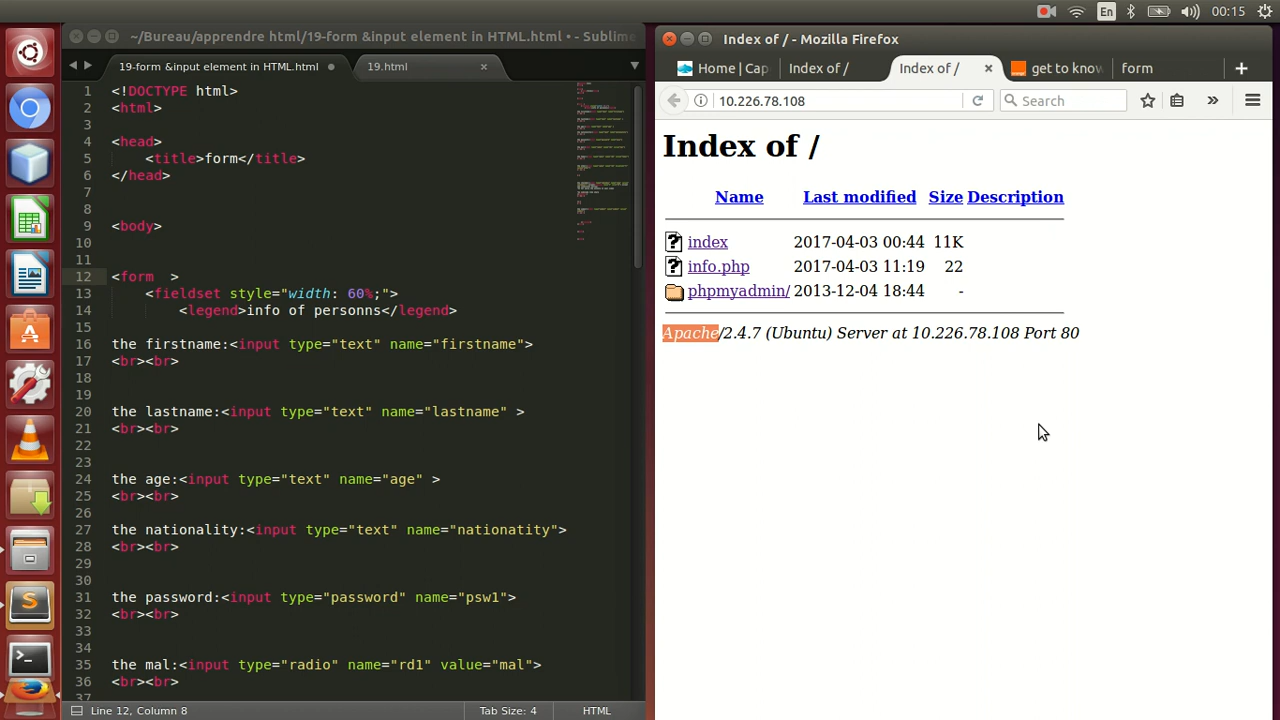 En
00:15
~/Bureau/apprendre html/19-form &input element in HTML.html • - Sublime
19-form &input element in HTML.html
19.html
1 <!DOCTYPE html>
2 <html>
3
4 <head>
5 <title>form</title>
6 </head>
7
8
9 <body>
10
11
12 <form >
13 <fieldset style="width: 60%;">
14 <legend>info of personns</legend>
15
16 the firstname:<input type="text" name="firstname">
17 <br><br>
18
19
20 the lastname:<input type="text" name="lastname" >
21 <br><br>
22
23
24 the age:<input type="text" name="age" >
25 <br><br>
26
27 the nationality:<input type="text" name="nationatity">
28 <br><br>
29
30
31 the password:<input type="password" name="psw1">
32 <br><br>
33
34
35 the mal:<input type="radio" name="rd1" value="mal">
36 <br><br>
37
Line 12, Column 8
Tab Size: 4
HTML
Index of / - Mozilla Firefox
Home | Cap
Index of /
Index of /
get to know
form
10.226.78.108
Search
Index of /
Name Last modified Size Description
index 2017-04-03 00:44 11K
info.php 2017-04-03 11:19 22
phpmyadmin/ 2013-12-04 18:44 -
Apache/2.4.7 (Ubuntu) Server at 10.226.78.108 Port 80